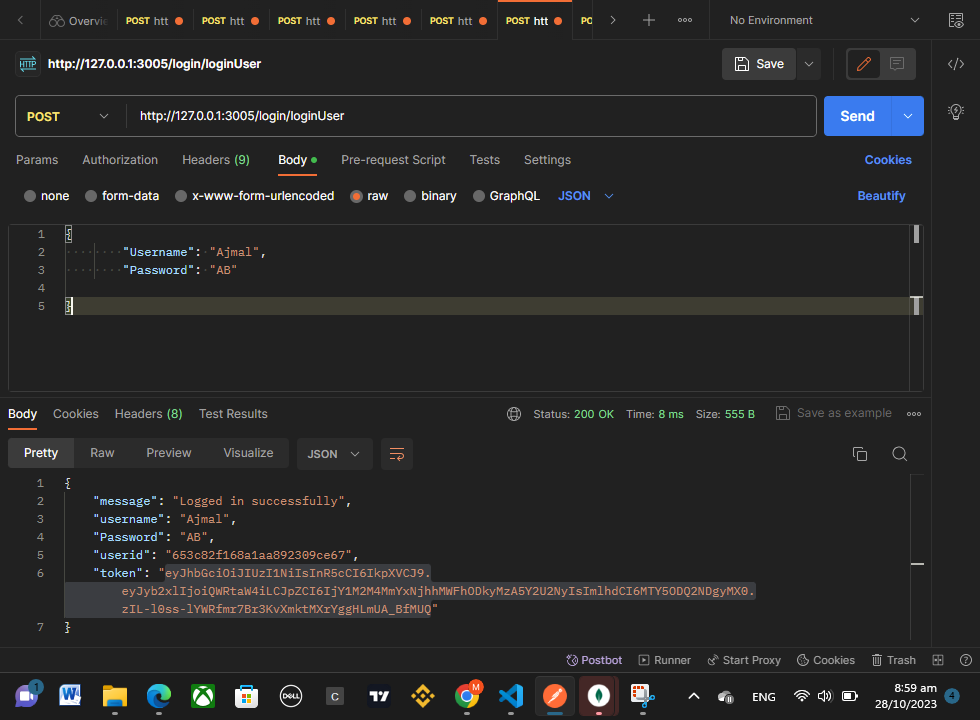 Overvie
POST htt
POST htt
POST htt
POST htt
POST htt
POST htt
PO
No Environment
HTTP
http://127.0.0.1:3005/login/loginUser
Save
POST
http://127.0.0.1:3005/login/loginUser
Send
Params
Authorization
Headers (9)
Body
Pre-request Script
Tests
Settings
Cookies
none
form-data
x-www-form-urlencoded
raw
binary
GraphQL
JSON
Beautify
1 {
2 "Username": "Ajmal",
3 "Password": "AB"
4
5 }
Body
Cookies
Headers (8)
Test Results
Status: 200 OK
Time: 8 ms
Size: 555 B
Save as example
Pretty
Raw
Preview
Visualize
JSON
1 {
2 "message": "Logged in successfully",
3 "username": "Ajmal",
4 "Password": "AB",
5 "userid": "653c82f168a1aa892309ce67",
6 "token": "eyJhbGciOiJIUzI1NiIsInR5cCI6IkpXVCJ9.
eyJyb2xlIjoiQWRtaW4iLCJpZCI6IjY1M2M4MmYxNjhhMWFhODkyMzA5Y2U2NyIsImlhdCI6MTY5ODQ2NDgyMX0.
zIL-l0ss-lYWRfmr7Br3KvXmktMXrYggHLmUA_BfMUQ"
7 }
Postbot
Runner
Start Proxy
Cookies
Trash
1
W
DELL
C
M
ENG
8:59 am
28/10/2023
4